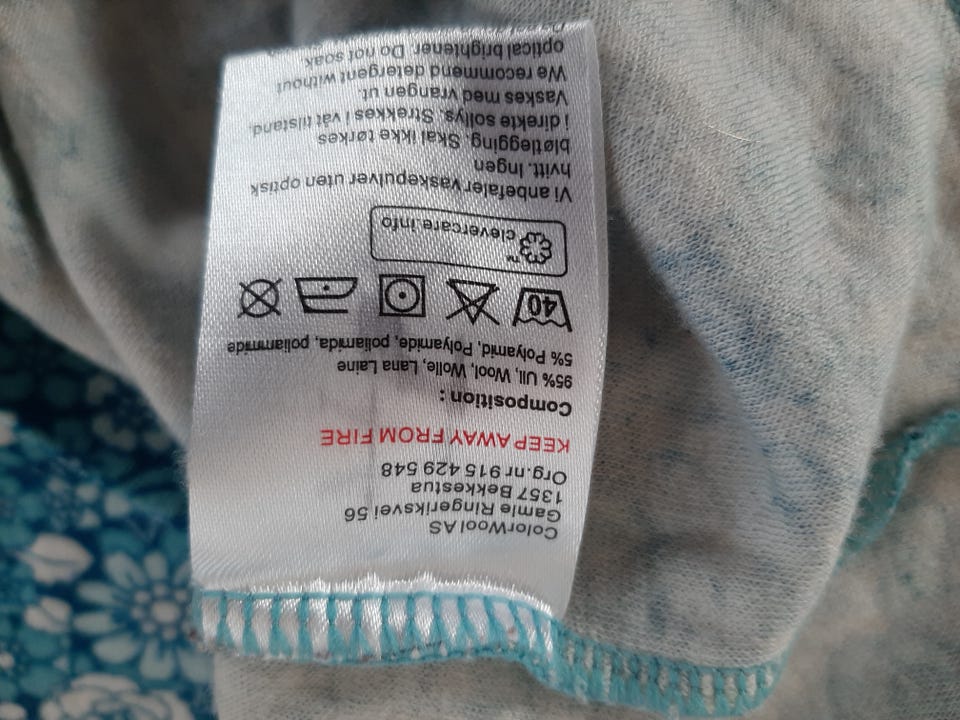 ColorWool AS
Gamle Ringeriksvei 56
1357 Bekkestua
Org.nr 915 429 548
KEEP AWAY FROM FIRE
Composition :
95% Ull, Wool, Wolle, Lana Laine
5% Polyamid, Polyamide, poliamida, poliammide
40
clevercare.info
TM
Vi anbefaler vaskepulver uten optisk
hvitt. Ingen
bløtlegging. Skal ikke tørkes
i direkte sollys. Strekkes i våt tilstand.
Vaskes med vrangen ut.
We recommend detergent without
optical brightener. Do not soak